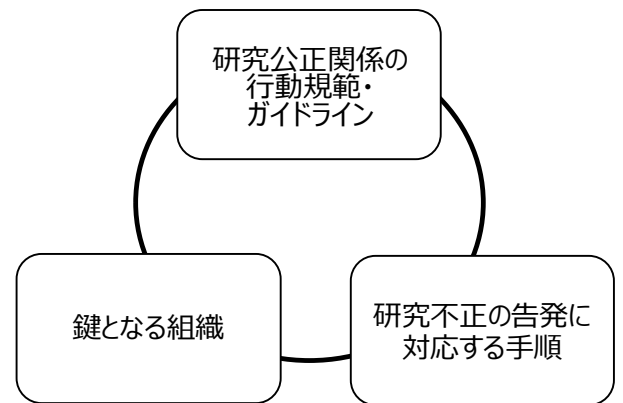 研究公正関係の
行動規範・
ガイドライン
鍵となる組織
研究不正の告発に
対応する手順